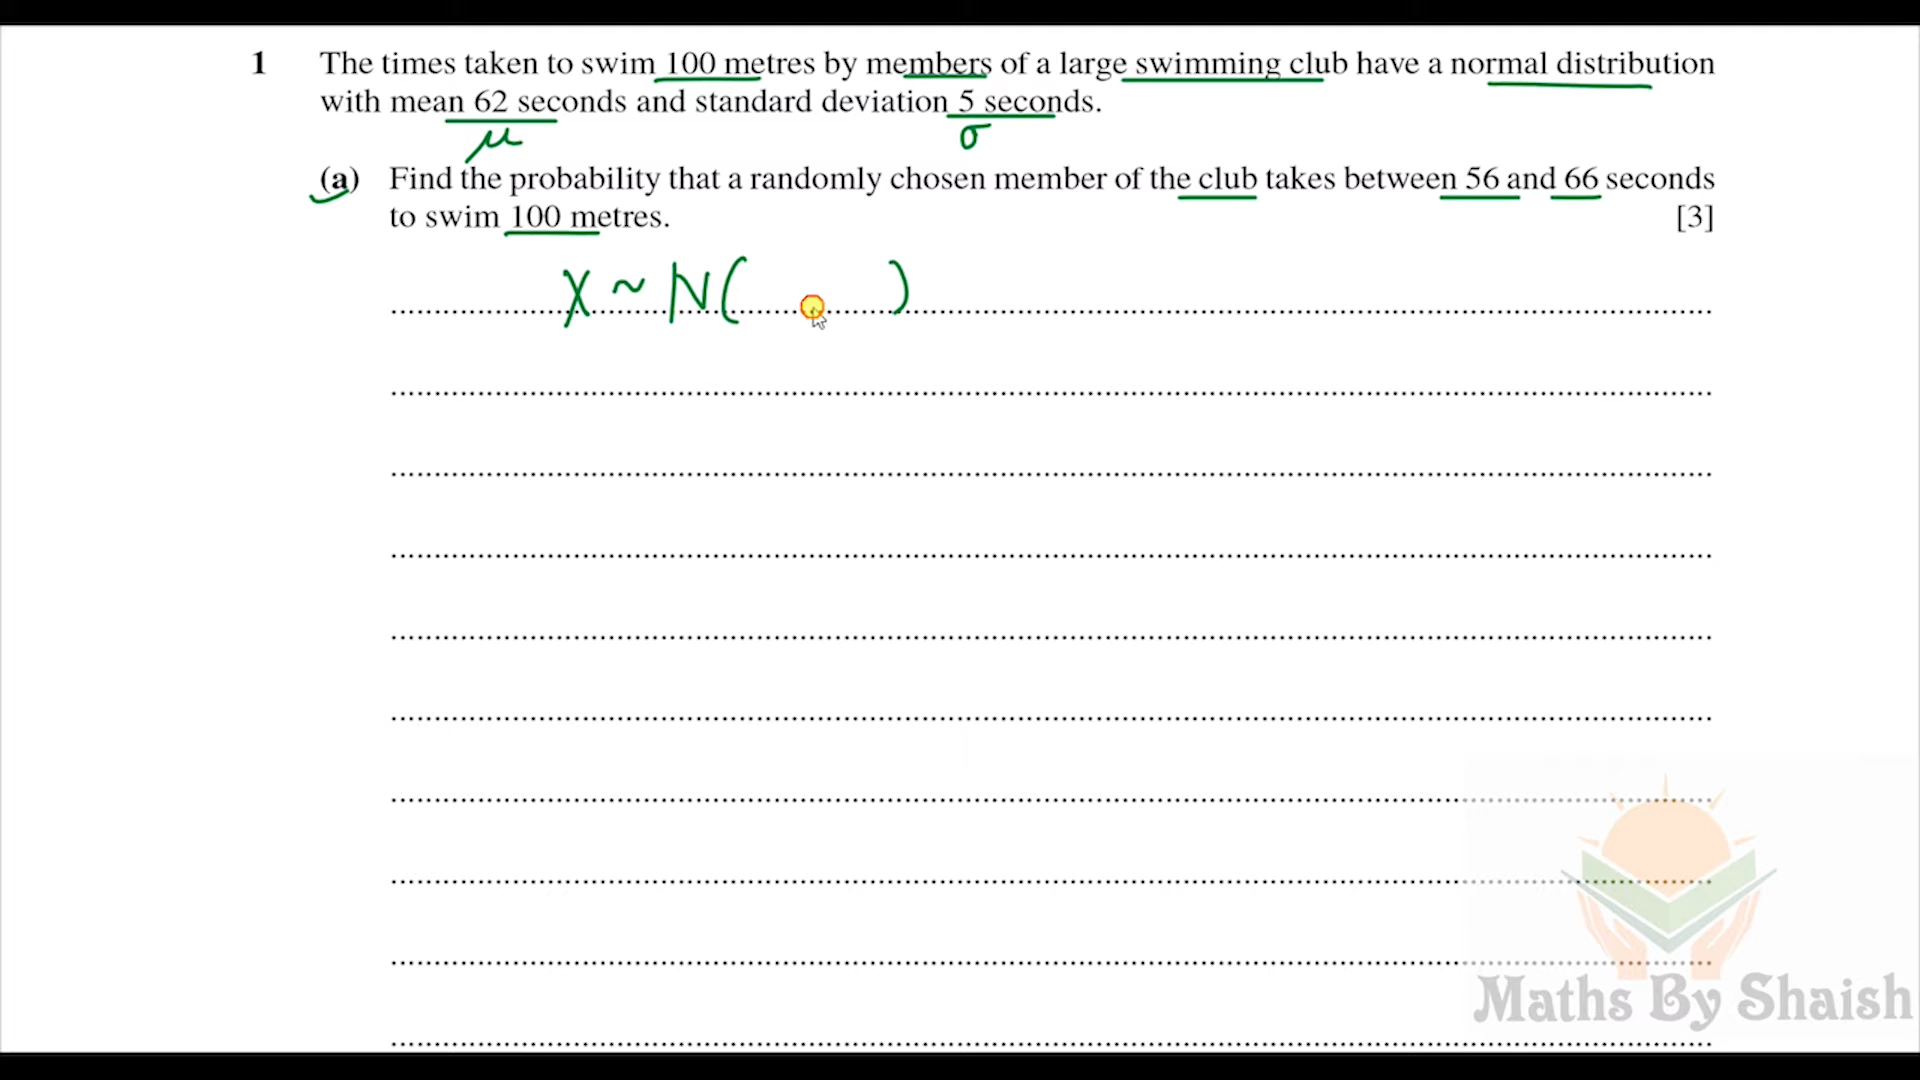 1 The times taken to swim 100 metres by members of a large swimming club have a normal distribution
with mean 62 seconds and standard deviation 5 seconds.
μ σ
(a) Find the probability that a randomly chosen member of the club takes between 56 and 66 seconds
to swim 100 metres. [3]
X ~ N( )
Maths By Shaish